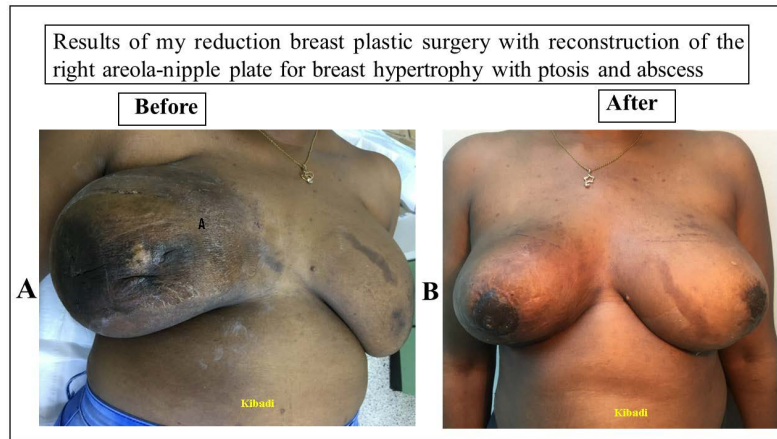 Results of my reduction breast plastic surgery with reconstruction of the
right areola-nipple plate for breast hypertrophy with ptosis and abscess
Before
After
A
A
B
Kibadi
Kibadi